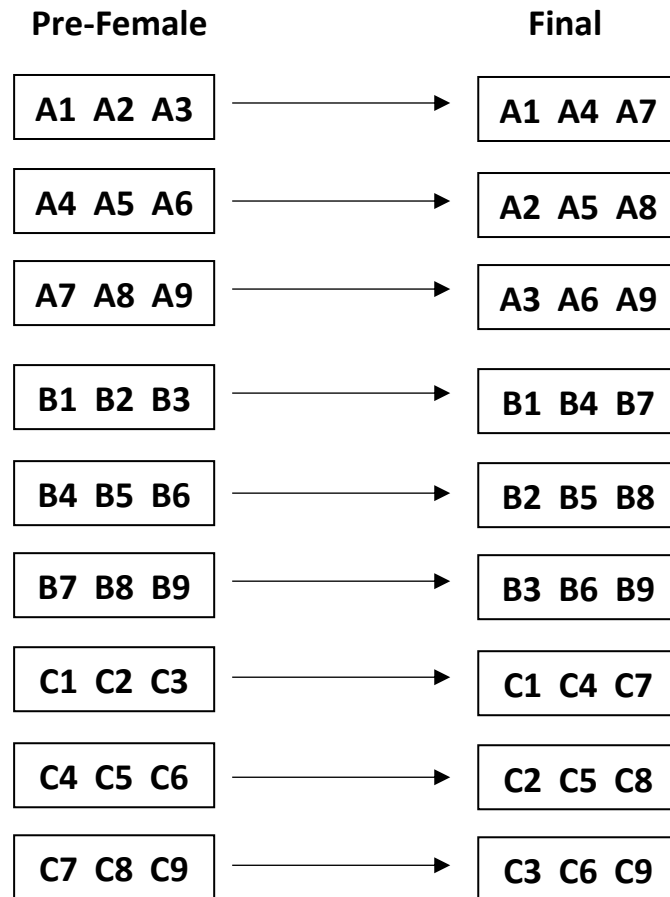 Pre-Female Final
A1 A2 A3 A1 A4 A7
A4 A5 A6 A2 A5 A8
A7 A8 A9 A3 A6 A9
B1 B2 B3 B1 B4 B7
B4 B5 B6 B2 B5 B8
B7 B8 B9 B3 B6 B9
C1 C2 C3 C1 C4 C7
C4 C5 C6 C2 C5 C8
C7 C8 C9 C3 C6 C9